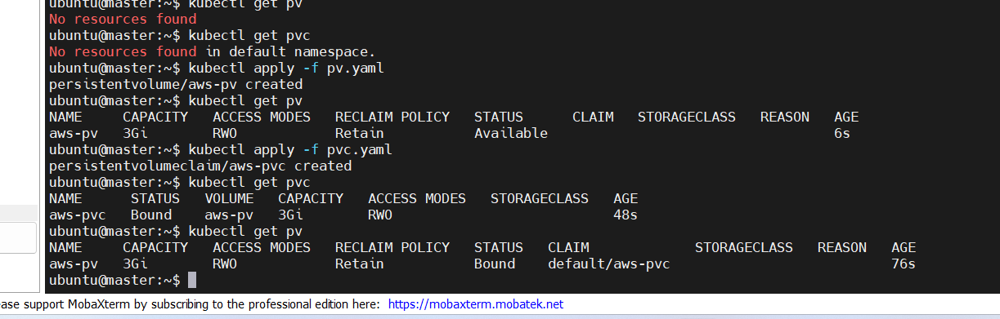 ubuntu@master:~$ kubectl get pv
No resources found
ubuntu@master:~$ kubectl get pvc
No resources found in default namespace.
ubuntu@master:~$ kubectl apply -f pv.yaml
persistentvolume/aws-pv created
ubuntu@master:~$ kubectl get pv
NAME     CAPACITY   ACCESS MODES   RECLAIM POLICY   STATUS      CLAIM   STORAGECLASS   REASON   AGE
aws-pv   3Gi        RWO            Retain           Available                                   6s
ubuntu@master:~$ kubectl apply -f pvc.yaml
persistentvolumeclaim/aws-pvc created
ubuntu@master:~$ kubectl get pvc
NAME      STATUS   VOLUME   CAPACITY   ACCESS MODES   STORAGECLASS   AGE
aws-pvc   Bound    aws-pv   3Gi        RWO                           48s
ubuntu@master:~$ kubectl get pv
NAME     CAPACITY   ACCESS MODES   RECLAIM POLICY   STATUS   CLAIM             STORAGECLASS   REASON   AGE
aws-pv   3Gi        RWO            Retain           Bound    default/aws-pvc                           76s
ubuntu@master:~$
ease support MobaXterm by subscribing to the professional edition here: https://mobaxterm.mobatek.net